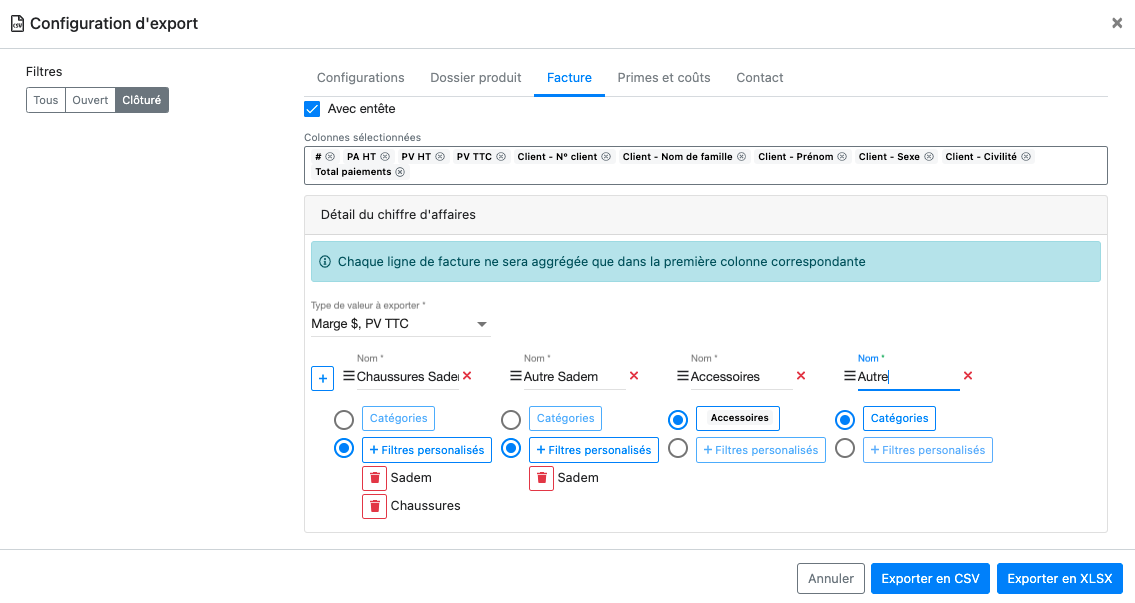 Configuration d'export
Filtres
Tous Ouvert Clôturé
Configurations Dossier produit Facture Primes et coûts Contact
Avec entête
Colonnes sélectionnées
# PA HT PV HT PV TTC Client - N° client Client - Nom de famille Client - Prénom Client - Sexe Client - Civilité
Total paiements
Détail du chiffre d'affaires
Chaque ligne de facture ne sera aggrégée que dans la première colonne correspondante
Type de valeur à exporter *
Marge $, PV TTC
Nom * Nom * Nom * Nom *
+ Chaussures Sadem Autre Sadem Accessoires Autre
Catégories Catégories Accessoires Catégories
+ Filtres personalisés + Filtres personalisés + Filtres personalisés + Filtres personalisés
Sadem Sadem
Chaussures
Annuler Exporter en CSV Exporter en XLSX